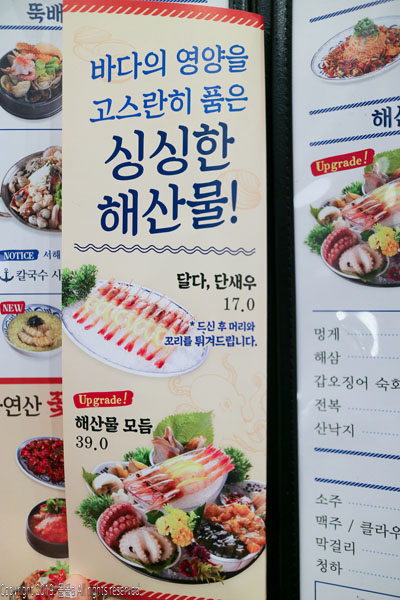 뚝배
NOTICE 서해
칼국수 사
NEW
연산
바다의 영양을
고스란히 품은
싱싱한
해산물!
달다, 단새우
17.0
* 드신 후 머리와
꼬리를 튀겨드립니다.
Upgrade!
해산물 모듬
39.0
Upgrade!
멍게
해삼
갑오징어 숙회
전복
산낙지
소주
맥주 / 클라우
막걸리
청하